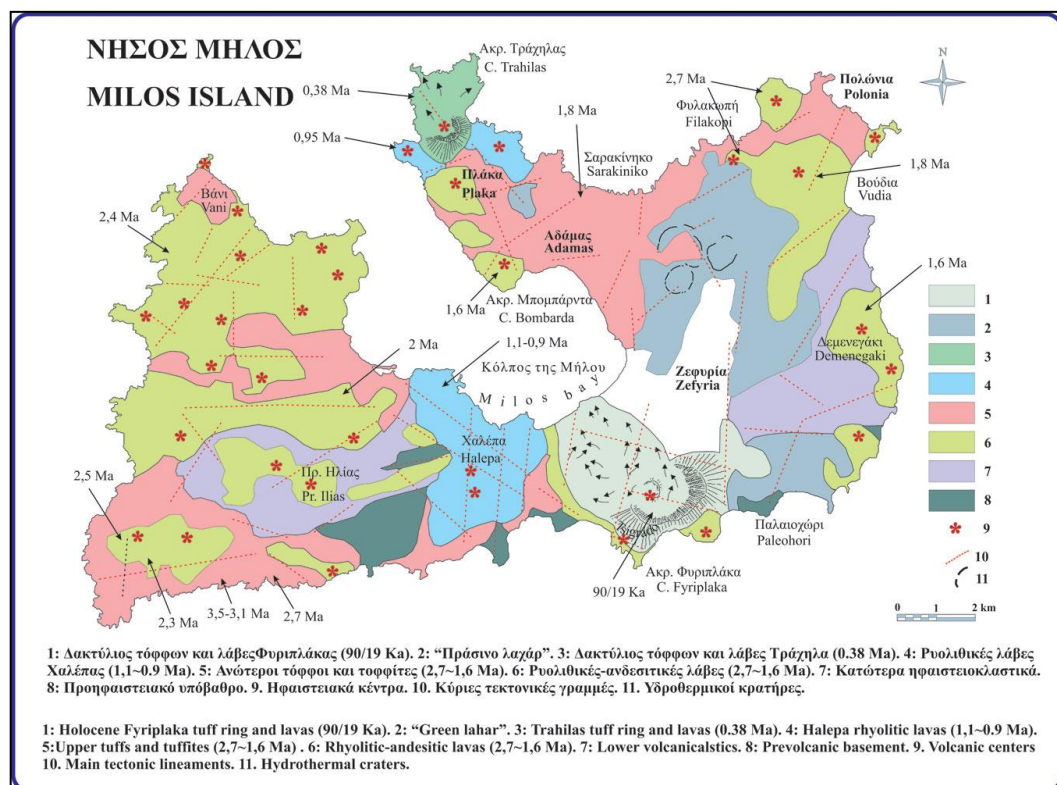 ΝΗΣΟΣ ΜΗΛΟΣ
MILOS ISLAND
Ακρ. Τράχηλας
C. Trahilas
0,38 Ma
0,95 Ma
1,8 Ma
2,7 Ma
Φυλακωπή
Filakopi
Πολώνια
Polonia
N
Σαρακίνηκο
Sarakiniko
1,8 Ma
Βούδια
Vudia
Πλάκα
Plaka
Βάνι
Vani
2,4 Ma
Αδάμας
Adamas
1,6 Ma
1,6 Ma
Ακρ. Μπομπάρντα
C. Bombarda
1,1-0,9 Ma
2 Ma
Κόλπος της Μήλου
Milos bay
Ζεφυρία
Zefyria
Δεμενεγάκι
Demenegaki
Χαλέπα
Halepa
Πρ. Ηλίας
Pr. Ilias
2,5 Ma
2,3 Ma
3,5-3,1 Ma
2,7 Ma
Tsigrado
90/19 Ka
Ακρ. Φυριπλάκα
C. Fyriplaka
Παλαιοχώρι
Paleohori
1
2
3
4
5
6
7
8
9
10
11
0 1 2 km
1: Δακτύλιος τόφφων και λάβεςΦυριπλάκας (90/19 Ka). 2: “Πράσινο λαχάρ”. 3: Δακτύλιος τόφφων και λάβες Τράχηλα (0.38 Ma). 4: Ρυολιθικές λάβες
Χαλέπας (1,1~0.9 Ma). 5: Ανώτεροι τόφφοι και τοφφίτες (2,7~1,6 Ma). 6: Ρυολιθικές-ανδεσιτικές λάβες (2,7~1,6 Ma). 7: Κατώτερα ηφαιστειοκλαστικά.
8: Προηφαιστειακό υπόβαθρο. 9. Ηφαιστειακά κέντρα. 10. Κύριες τεκτονικές γραμμές. 11. Υδροθερμικοί κρατήρες.
1: Holocene Fyriplaka tuff ring and lavas (90/19 Ka). 2: “Green lahar”. 3: Trahilas tuff ring and lavas (0.38 Ma). 4: Halepa rhyolitic lavas (1,1~0.9 Ma).
5:Upper tuffs and tuffites (2,7~1,6 Ma) . 6: Rhyolitic-andesitic lavas (2,7~1,6 Ma). 7: Lower volcanicalstics. 8: Prevolcanic basement. 9. Volcanic centers
10. Main tectonic lineaments. 11. Hydrothermal craters.